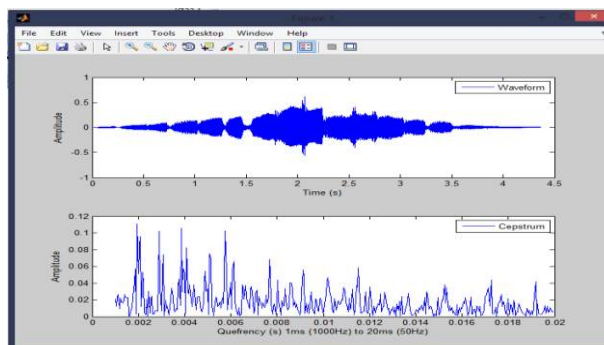 Figure 1
File Edit View Insert Tools Desktop Window Help
1
0.5
0
-0.5
-1
Amplitude
Waveform
0 0.5 1 1.5 2 2.5 3 3.5 4 4.5
Time (s)
0.12
0.1
0.08
0.06
0.04
0.02
0
Amplitude
Cepstrum
0 0.002 0.004 0.006 0.008 0.01 0.012 0.014 0.016 0.018 0.02
Quefrency (s) 1ms (1000Hz) to 20ms (50Hz)